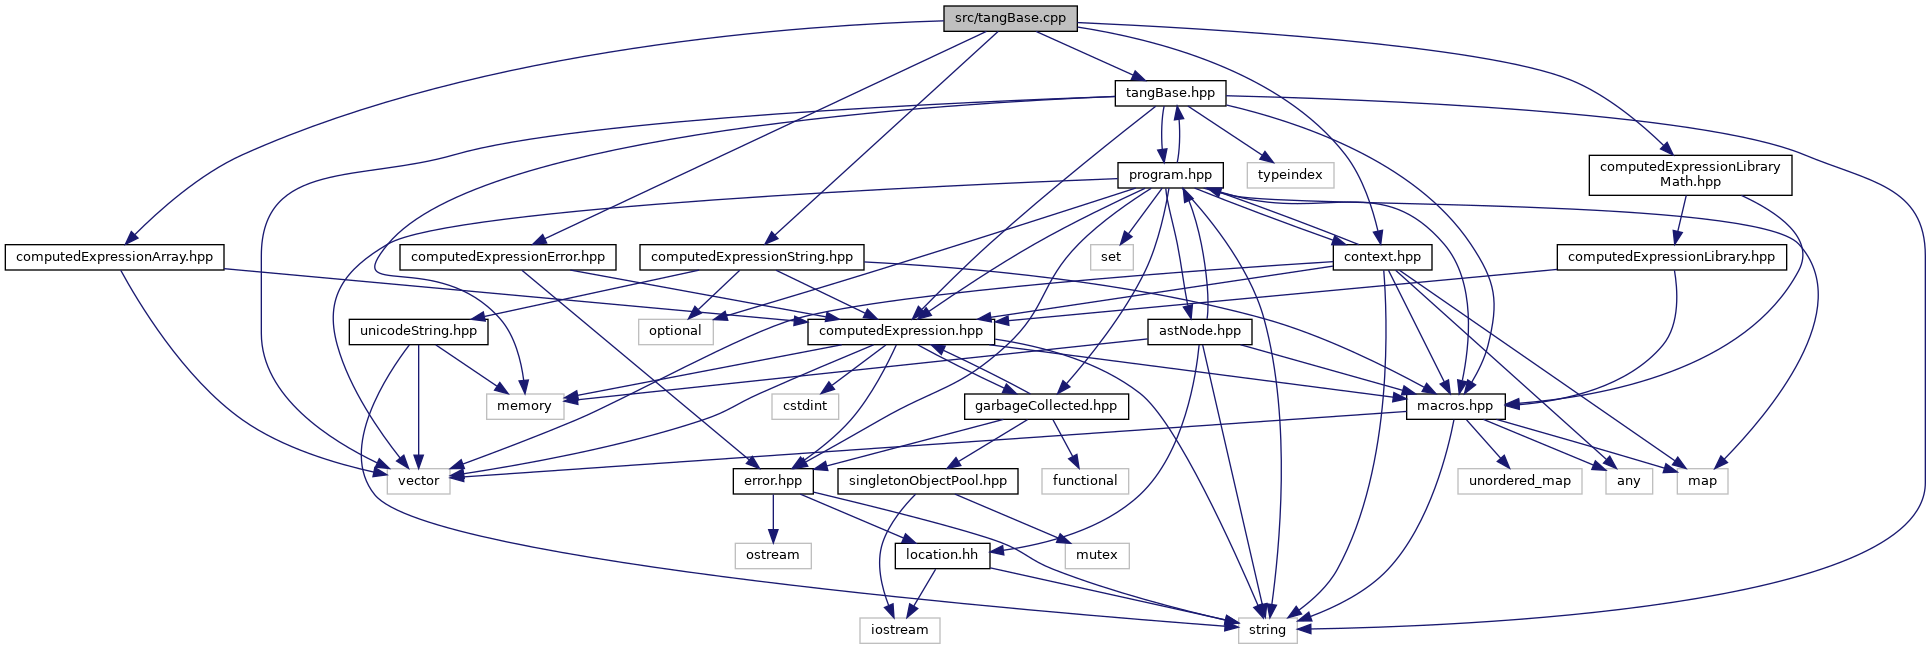 src/tangBase.cpp
tangBase.hpp
program.hpp
typeindex
computedExpressionLibrary
Math.hpp
computedExpressionArray.hpp
computedExpressionError.hpp
computedExpressionString.hpp
set
context.hpp
computedExpressionLibrary.hpp
unicodeString.hpp
optional
computedExpression.hpp
astNode.hpp
memory
cstdint
garbageCollected.hpp
macros.hpp
vector
error.hpp
singletonObjectPool.hpp
functional
unordered_map
any
map
ostream
location.hh
mutex
iostream
string